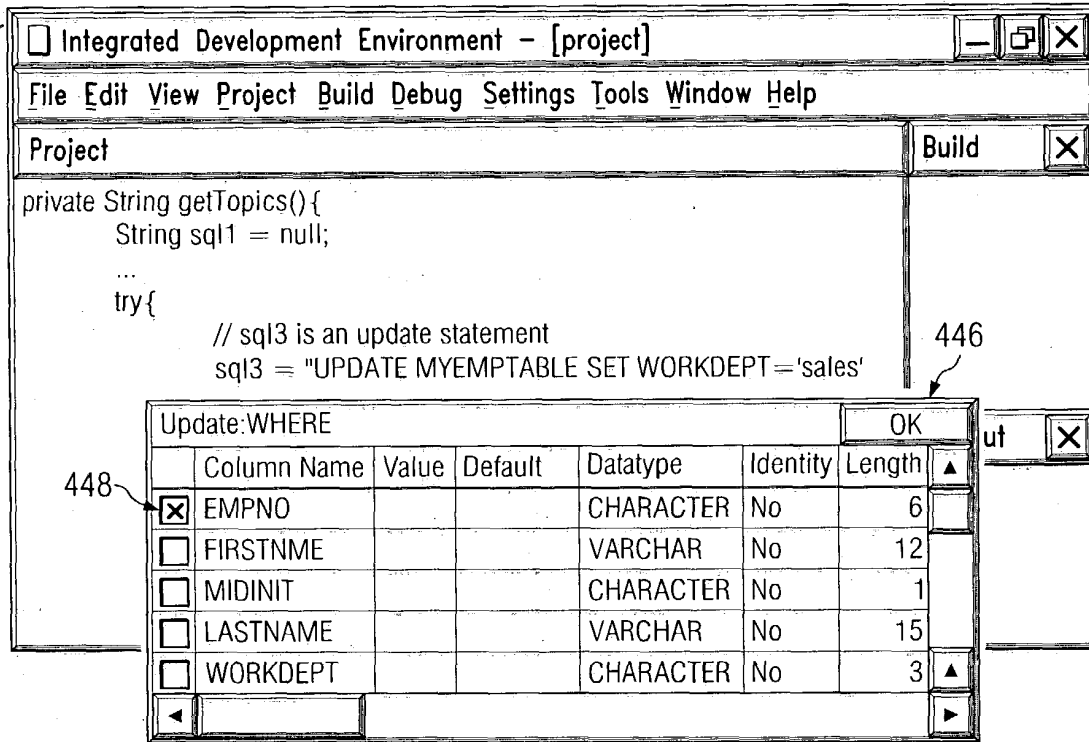 Integrated Development Environment – [project]
File Edit View Project Build Debug Settings Tools Window Help
Project Build
private String getTopics(){
String sql1 = null;
...
try{
// sql3 is an update statement
sql3 = "UPDATE MYEMPTABLE SET WORKDEPT='sales'
446
Update:WHERE OK
ut
Column Name Value Default Datatype Identity Length
448
EMPNO CHARACTER No 6
FIRSTNME VARCHAR No 12
MIDINIT CHARACTER No 1
LASTNAME VARCHAR No 15
WORKDEPT CHARACTER No 3